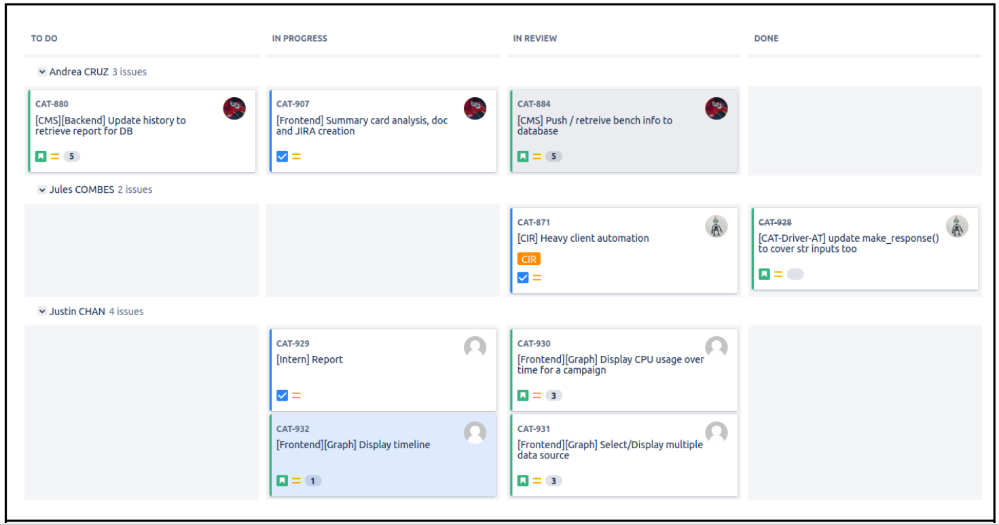 TO DO
IN PROGRESS
IN REVIEW
DONE
Andrea CRUZ 3 issues
CAT-880
[CMS][Backend] Update history to
retrieve report for DB
5
CAT-907
[Frontend] Summary card analysis, doc
and JIRA creation
CAT-884
[CMS] Push / retreive bench info to
database
5
Jules COMBES 2 issues
CAT-871
[CIR] Heavy client automation
CIR
CAT-928
[CAT-Driver-AT] update make_response()
to cover str inputs too
Justin CHAN 4 issues
CAT-929
[Intern] Report
CAT-932
[Frontend][Graph] Display timeline
1
CAT-930
[Frontend][Graph] Display CPU usage over
time for a campaign
3
CAT-931
[Frontend][Graph] Select/Display multiple
data source
3